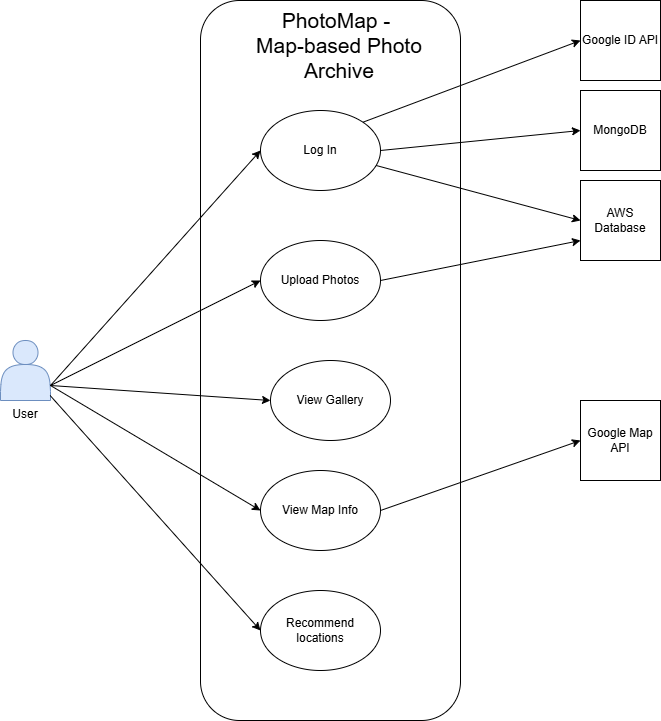 PhotoMap -
Map-based Photo
Archive
Google ID API
Log In
MongoDB
AWS
Database
Upload Photos
User
View Gallery
Google Map
API
View Map Info
Recommend
locations